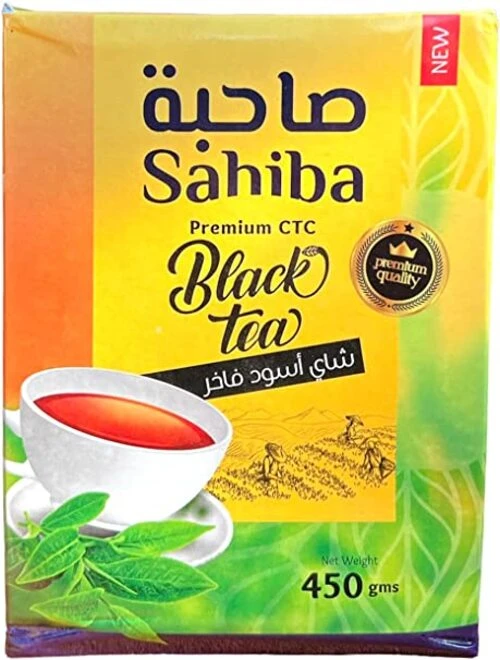 NEW
صاحبة
Sahiba
Premium CTC
Black
tea
premium
quality
شاي أسود فاخر
Net Weight
450 gms